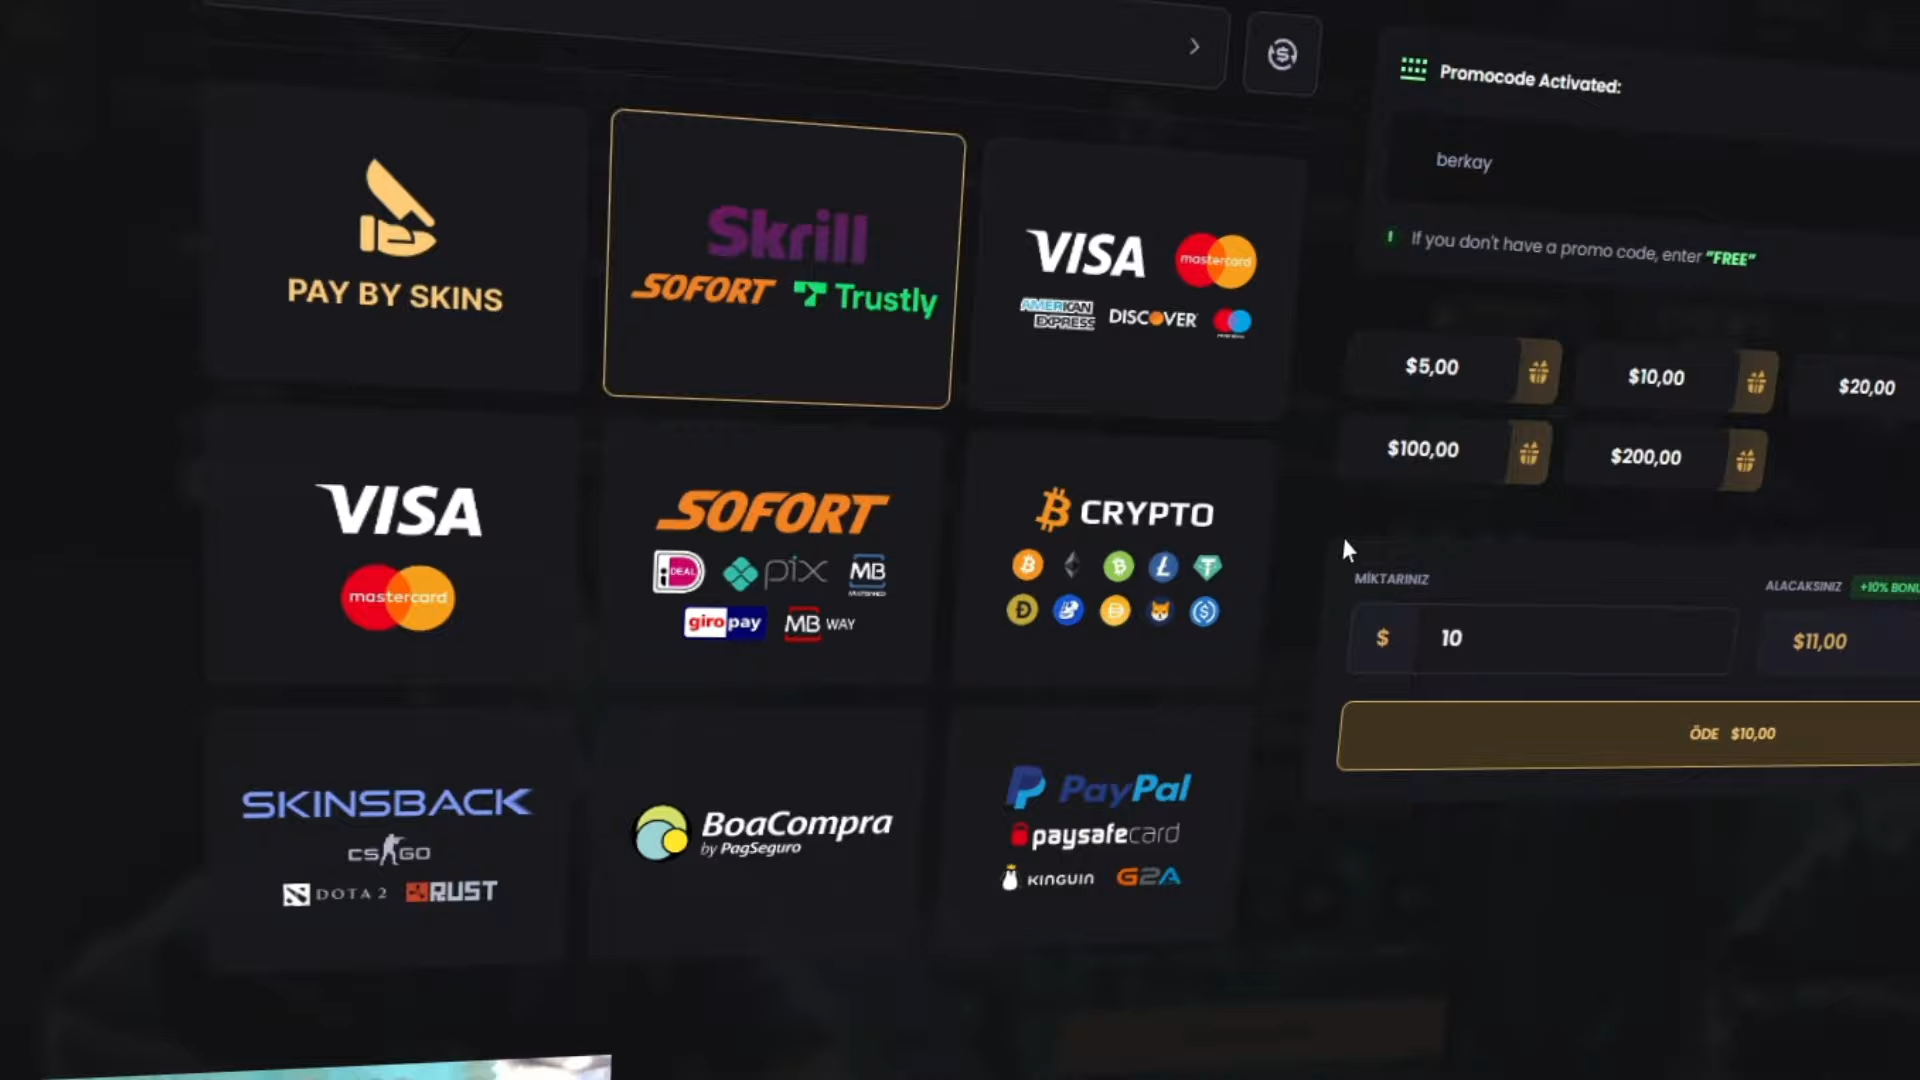 Promocode Activated:
berkay
! If you don't have a promo code, enter "FREE"
PAY BY SKINS
Skrill
SOFORT Trustly
VISA mastercard
AMERICAN EXPRESS DISCOVER
$5,00 $10,00 $20,00
$100,00 $200,00
VISA
mastercard
SOFORT
iDEAL pix MB
giropay MB WAY
CRYPTO
MİKTARINIZ
$ 10
ALACAKSINIZ
$11,00
ÖDE $10,00
SKINSBACK
CS GO
DOTA 2 RUST
BoaCompra
by PagSeguro
PayPal
paysafecard
KINGUIN G2A